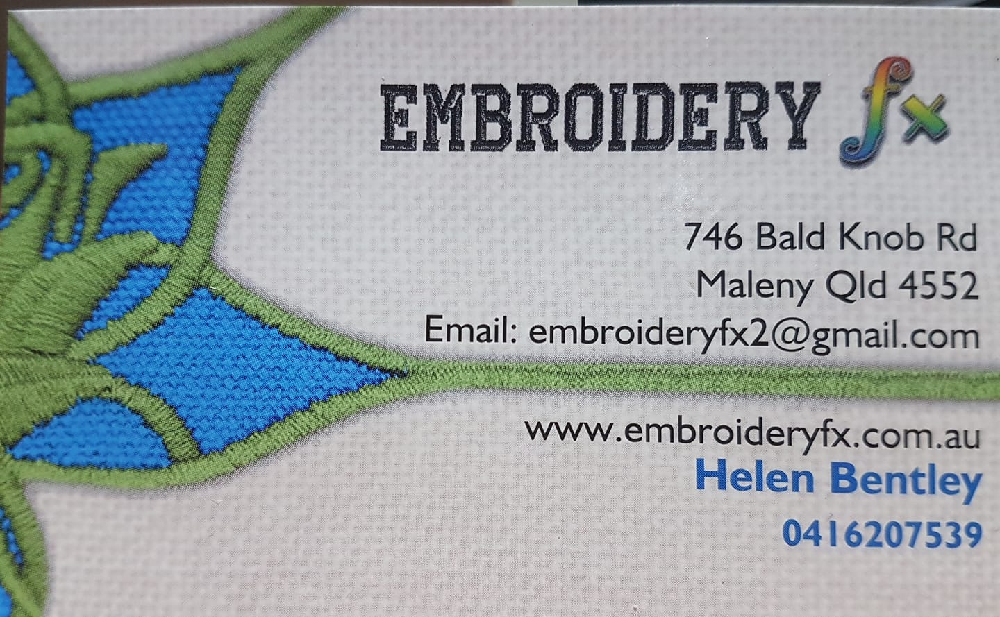 EMBROIDERY fx
746 Bald Knob Rd
Maleny Qld 4552
Email: embroideryfx2@gmail.com
www.embroideryfx.com.au
Helen Bentley
0416207539